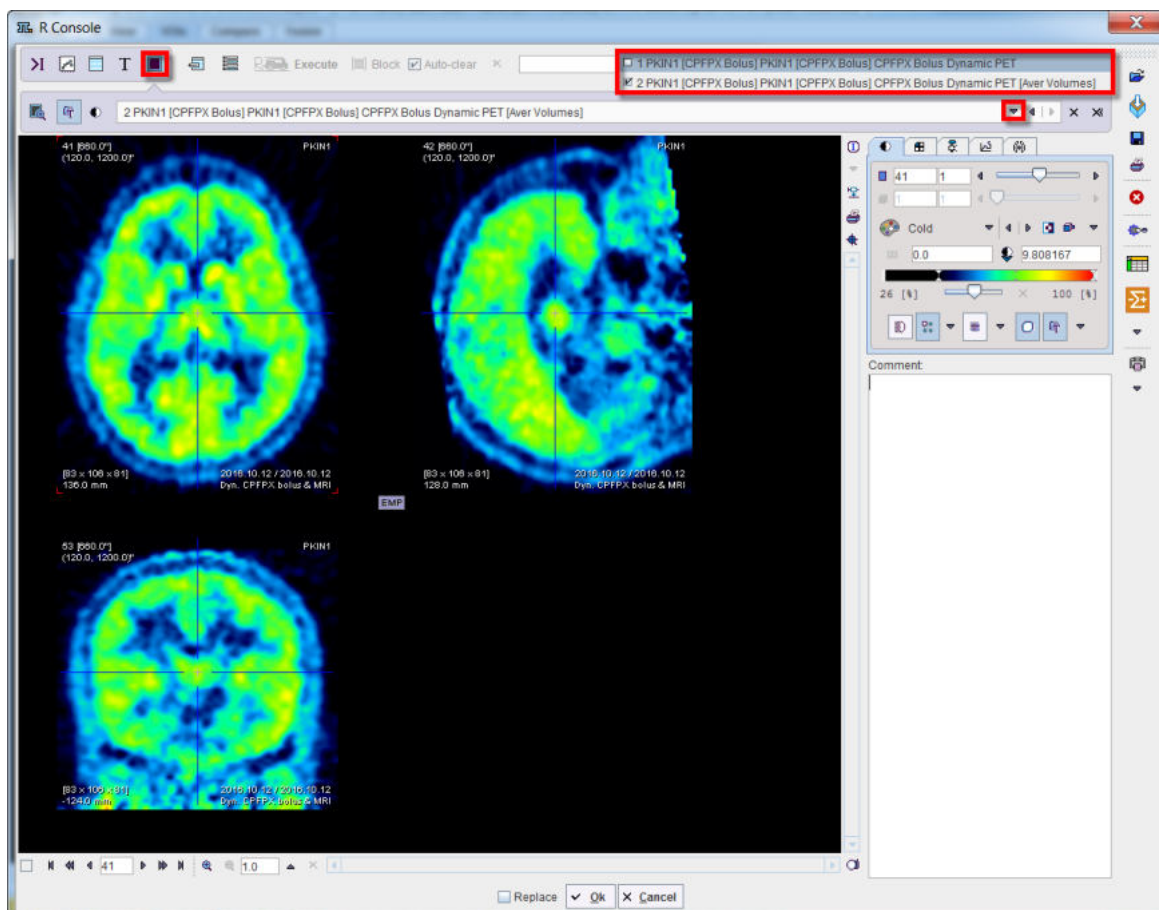 R Console
T
Execute
Block
Auto-clear
1 PKIN1 [CPFPX Bolus] PKIN1 [CPFPX Bolus] CPFPX Bolus Dynamic PET
2 PKIN1 [CPFPX Bolus] PKIN1 [CPFPX Bolus] CPFPX Bolus Dynamic PET [Aver Volumes]
2 PKIN1 [CPFPX Bolus] PKIN1 [CPFPX Bolus] CPFPX Bolus Dynamic PET [Aver Volumes]
41 [660.0"]
(120.0, 1200.0)"
PKIN1
[83 x 106 x 81]
136.0 mm
2016.10.12 / 2016.10.12
Dyn. CPFPX bolus & MRI
42 [660.0"]
(120.0, 1200.0)"
PKIN1
[83 x 106 x 81]
128.0 mm
2016.10.12 / 2016.10.12
Dyn. CPFPX bolus & MRI
EMP
53 [660.0"]
(120.0, 1200.0)"
PKIN1
[83 x 106 x 81]
-124.0 mm
2016.10.12 / 2016.10.12
Dyn. CPFPX bolus & MRI
41 1
1 1
Cold
0.0 9.808167
26 [%] 100 [%]
Comment
41
1.0
Replace
Ok
Cancel